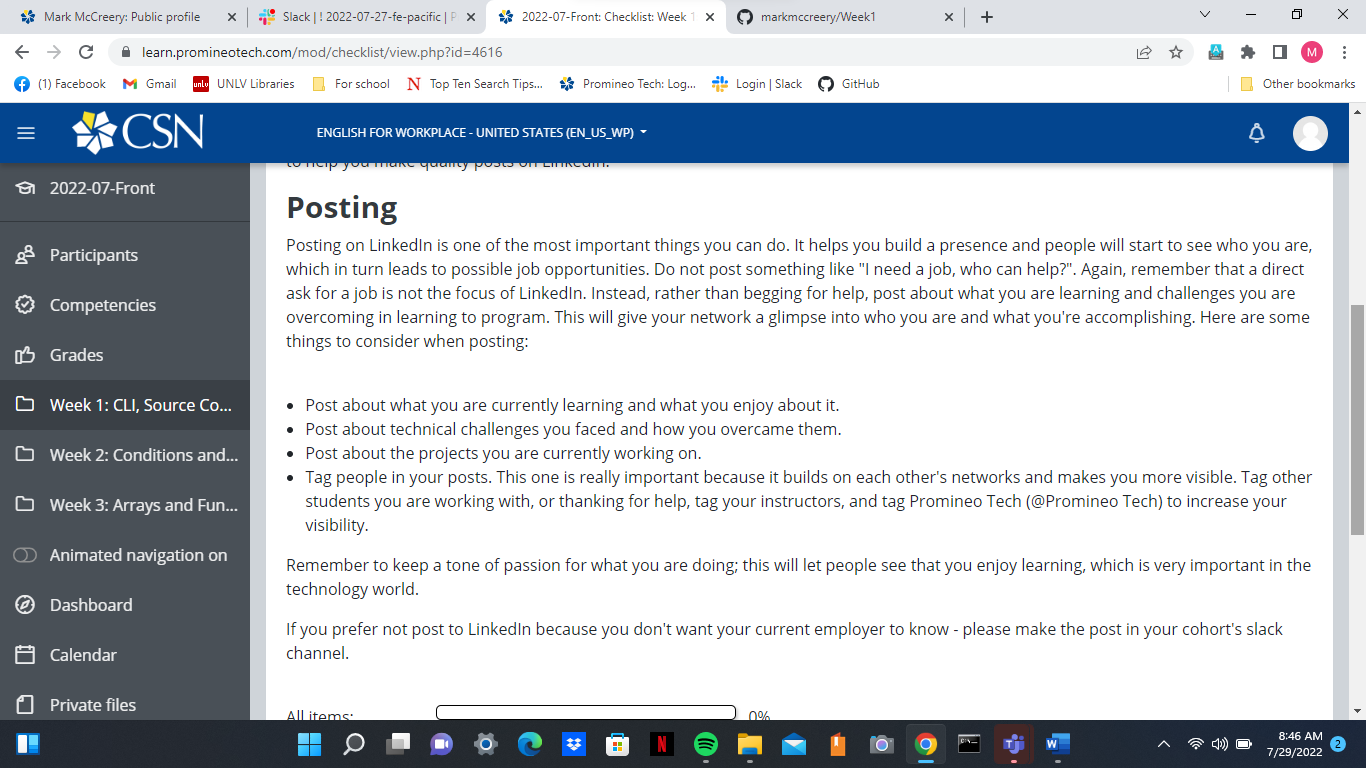 Mark McCreery: Public profile
Slack | ! 2022-07-27-fe-pacific | P
2022-07-Front: Checklist: Week 1
markmccreery/Week1
learn.promineotech.com/mod/checklist/view.php?id=4616
M
(1) Facebook
Gmail
UNLV Libraries
For school
Top Ten Search Tips...
Promineo Tech: Log...
Login | Slack
GitHub
Other bookmarks
CSN
ENGLISH FOR WORKPLACE - UNITED STATES (EN_US_WP)
to help you make quality posts on LinkedIn.
2022-07-Front
Participants
Competencies
Grades
Week 1: CLI, Source Co...
Week 2: Conditions and...
Week 3: Arrays and Fun...
Animated navigation on
Dashboard
Calendar
Private files
Posting
Posting on LinkedIn is one of the most important things you can do. It helps you build a presence and people will start to see who you are,
which in turn leads to possible job opportunities. Do not post something like "I need a job, who can help?". Again, remember that a direct
ask for a job is not the focus of LinkedIn. Instead, rather than begging for help, post about what you are learning and challenges you are
overcoming in learning to program. This will give your network a glimpse into who you are and what you're accomplishing. Here are some
things to consider when posting:
• Post about what you are currently learning and what you enjoy about it.
• Post about technical challenges you faced and how you overcame them.
• Post about the projects you are currently working on.
• Tag people in your posts. This one is really important because it builds on each other's networks and makes you more visible. Tag other
students you are working with, or thanking for help, tag your instructors, and tag Promineo Tech (@Promineo Tech) to increase your
visibility.
Remember to keep a tone of passion for what you are doing; this will let people see that you enjoy learning, which is very important in the
technology world.
If you prefer not post to LinkedIn because you don't want your current employer to know - please make the post in your cohort's slack
channel.
All items:
0%
8:46 AM
7/29/2022
2